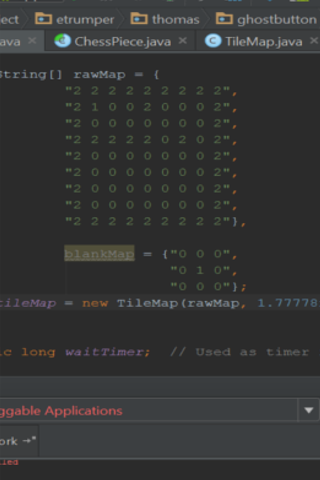 ect etrumper thomas ghostbutton
ava × ChessPiece.java × TileMap.java ×
String[] rawMap = {
"2 2 2 2 2 2 2 2 2",
"2 1 0 0 2 0 0 0 2",
"2 0 0 0 0 0 0 0 2",
"2 2 2 2 2 0 2 0 2",
"2 0 0 0 0 0 0 0 2",
"2 0 0 0 0 0 0 0 2",
"2 0 0 0 0 0 0 0 2",
"2 0 0 0 0 0 0 0 2",
"2 2 2 2 2 2 2 2 2"},
blankMap = {"0 0 0",
"0 1 0",
"0 0 0"};
tileMap = new TileMap(rawMap, 1.77778
ic long waitTimer; // Used as timer
ggable Applications
ork →*
led